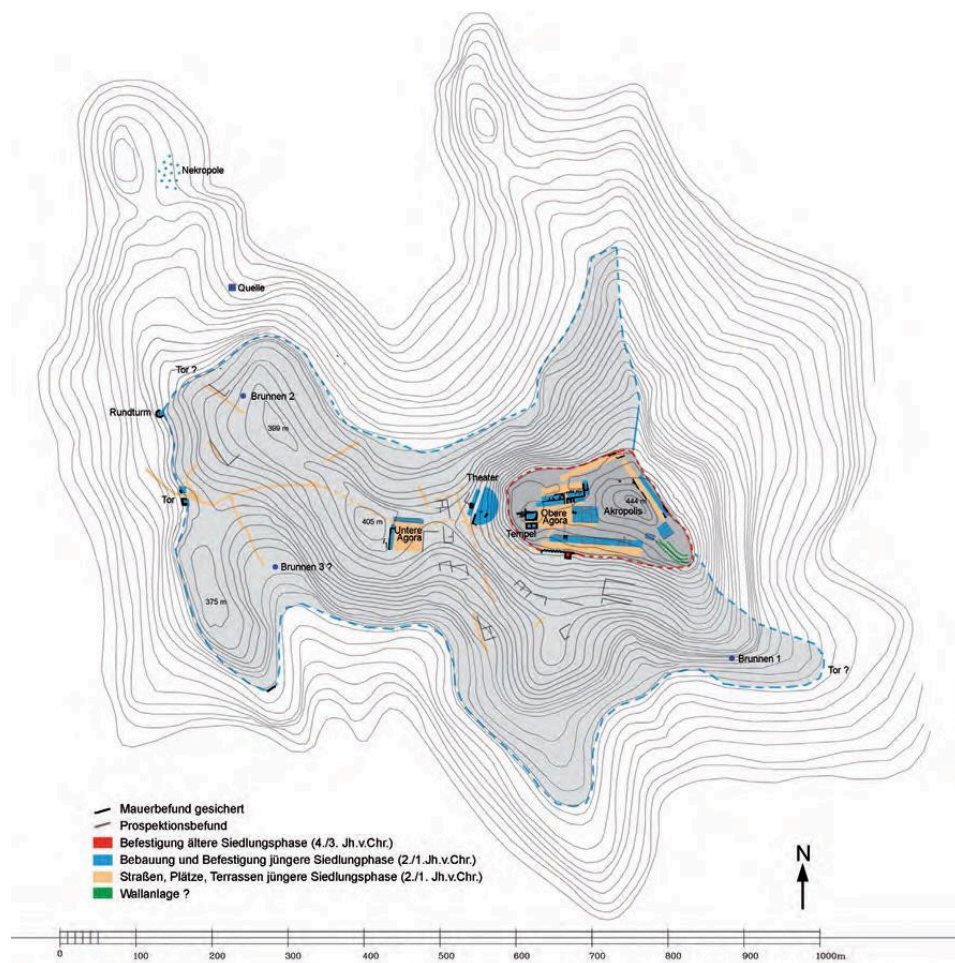 Nekropole
Quelle
Tor ?
Rundturm
Brunnen 2
399 m
Theater
Tor
405 m
Untere
Agora
Tempel
Obere
Agora
444 m
Akropolis
Brunnen 3 ?
375 m
Brunnen 1
Tor ?
Mauerbefund gesichert
Prospektionsbefund
Befestigung ältere Siedlungsphase (4./3. Jh.v.Chr.)
Bebauung und Befestigung jüngere Siedlungphase (2./1.Jh.v.Chr.)
Straßen, Plätze, Terrassen jüngere Siedlungsphase (2./1. Jh.v.Chr.)
Wallanlage ?
N
0 100 200 300 400 500 600 700 800 900 1000m